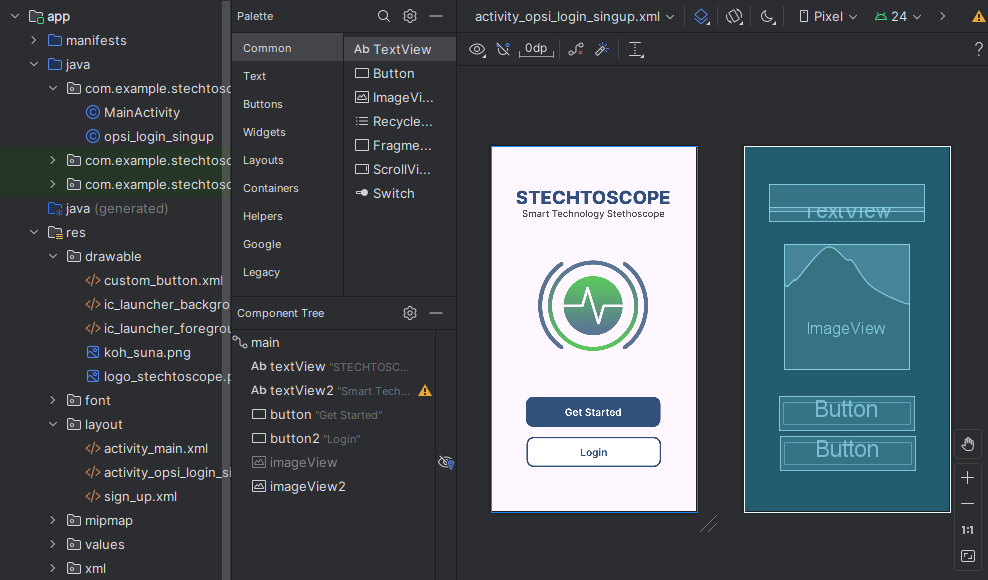 app
manifests
java
com.example.stechtosc
MainActivity
opsi_login_singup
com.example.stechtosc
com.example.stechtosc
java (generated)
res
drawable
custom_button.xml
ic_launcher_backgro
ic_launcher_foregrou
koh_suna.png
logo_stechtoscope.p
font
layout
activity_main.xml
activity_opsi_login_si
sign_up.xml
mipmap
values
xml
Palette
Common
Text
Buttons
Widgets
Layouts
Containers
Helpers
Google
Legacy
Ab TextView
Button
ImageVi...
Recycle...
Fragme...
ScrollVi...
Switch
Component Tree
main
Ab textView "STECHTOSC...
Ab textView2 "Smart Tech...
button "Get Started"
button2 "Login"
imageView
imageView2
activity_opsi_login_singup.xml
Pixel
24
0dp
?
STECHTOSCOPE
Smart Technology Stethoscope
Get Started
Login
TextView
ImageView
Button
Button
1:1